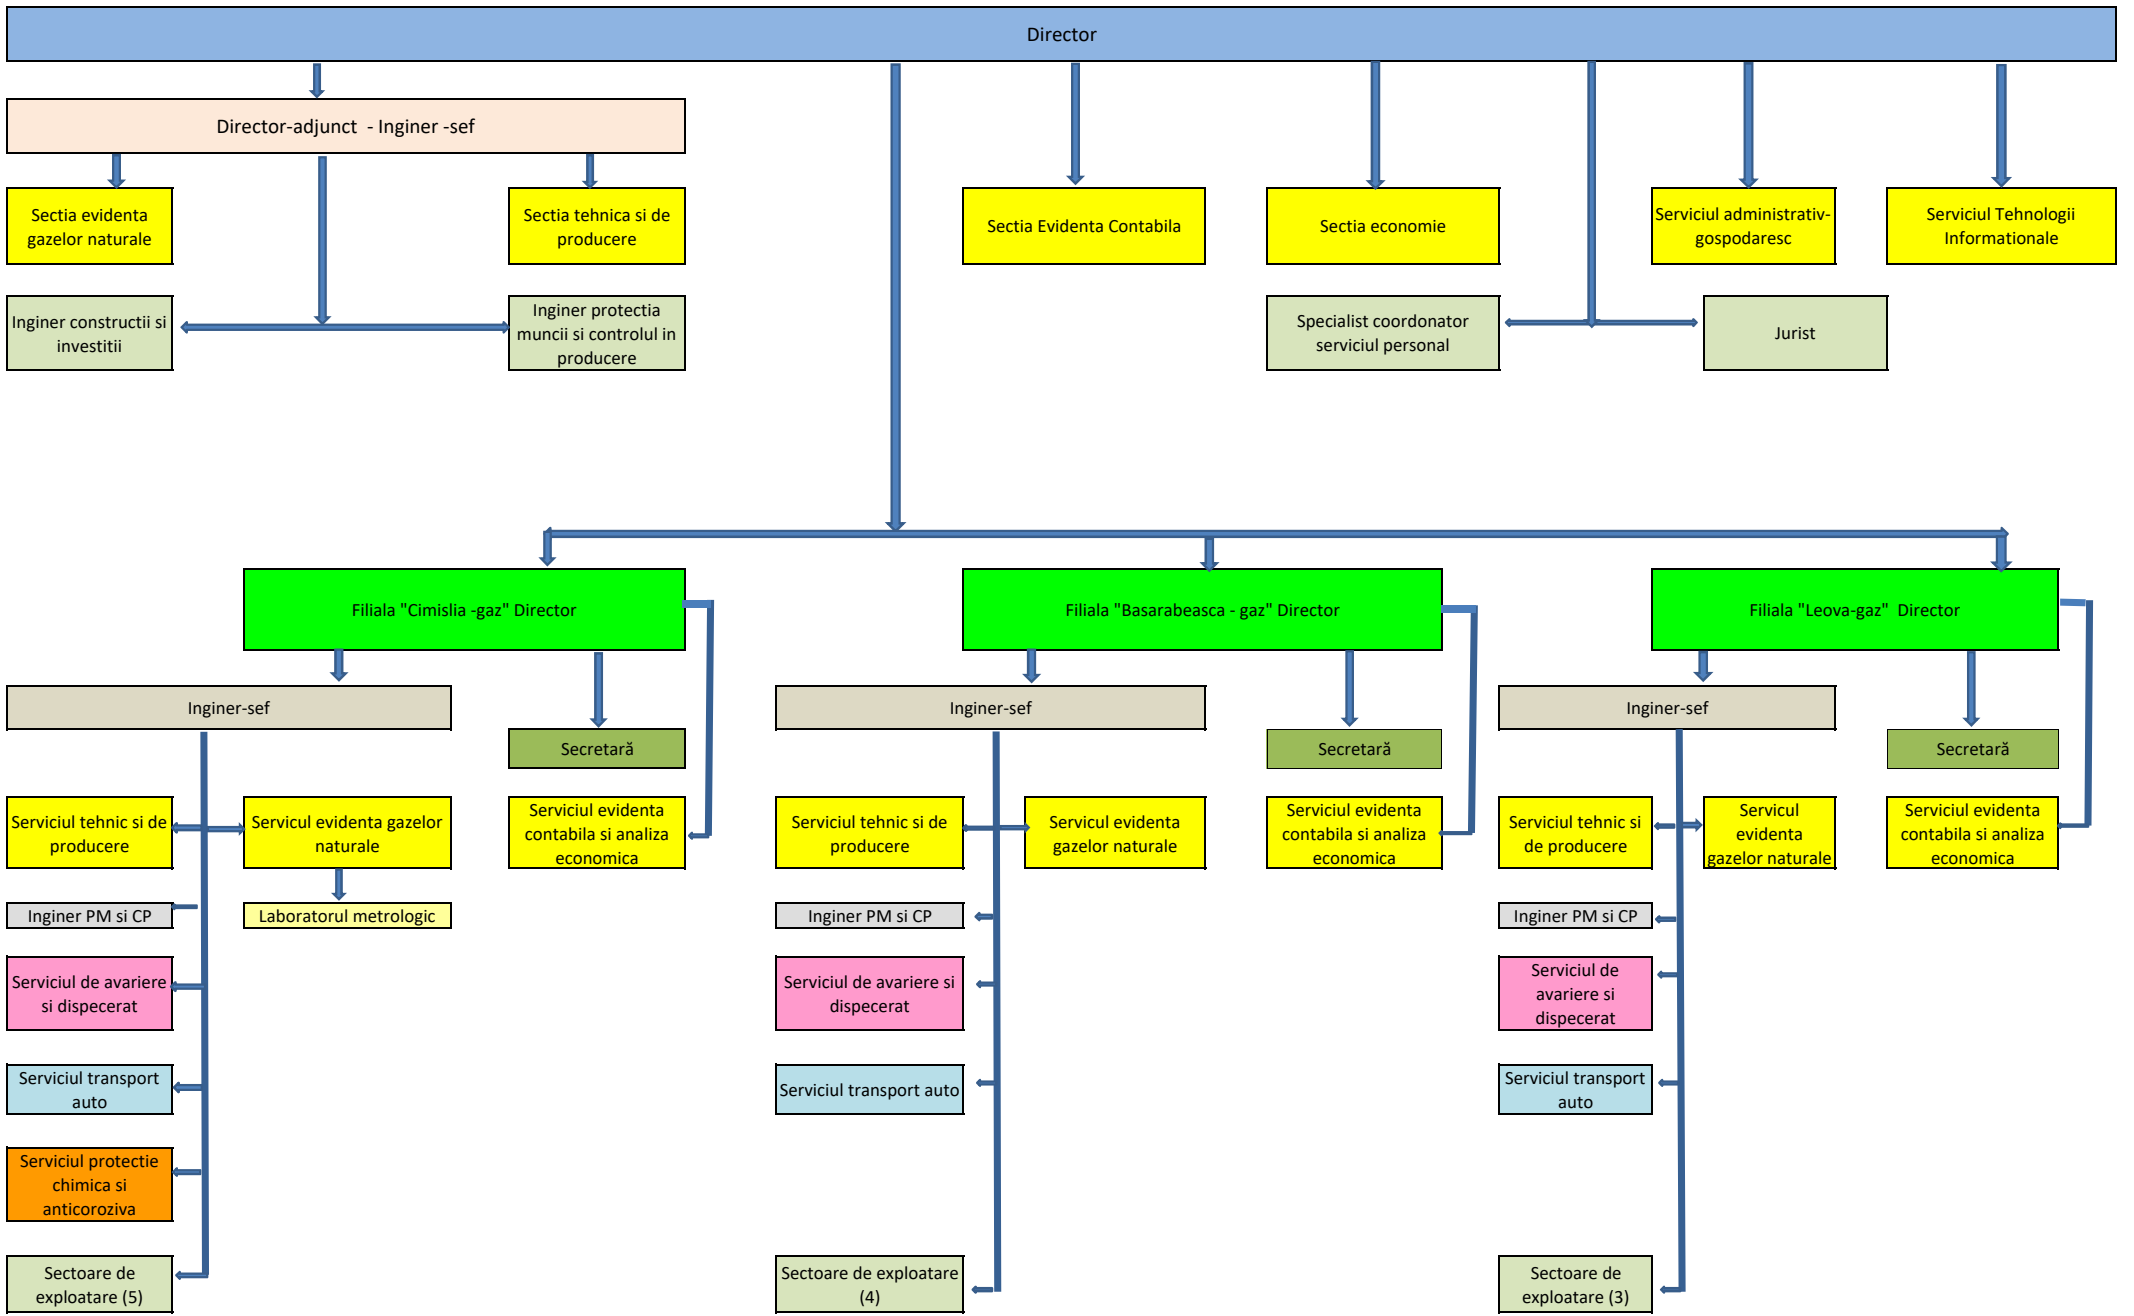 Director
Director-adjunct  - Inginer -sef
Sectia evidenta
gazelor naturale
Sectia tehnica si de
producere
Sectia Evidenta Contabila
Sectia economie
Serviciul administrativ-
gospodaresc
Serviciul Tehnologii
Informationale
Inginer constructii si
investitii
Inginer protectia
muncii si controlul in
producere
Specialist coordonator
serviciul personal
Jurist
Filiala "Cimislia -gaz" Director
Filiala "Basarabeasca - gaz" Director
Filiala "Leova-gaz"  Director
Inginer-sef
Secretară
Inginer-sef
Secretară
Inginer-sef
Secretară
Serviciul tehnic si de
producere
Servicul evidenta gazelor
naturale
Serviciul evidenta
contabila si analiza
economica
Serviciul tehnic si de
producere
Servicul evidenta
gazelor naturale
Serviciul evidenta
contabila si analiza
economica
Serviciul tehnic si
de producere
Servicul
evidenta
gazelor naturale
Serviciul evidenta
contabila si analiza
economica
Inginer PM si CP
Laboratorul metrologic
Inginer PM si CP
Inginer PM si CP
Serviciul de avariere
si dispecerat
Serviciul de avariere si
dispecerat
Serviciul de
avariere si
dispecerat
Serviciul transport
auto
Serviciul transport auto
Serviciul transport
auto
Serviciul protectie
chimica si
anticoroziva
Sectoare de
exploatare (5)
Sectoare de exploatare
(4)
Sectoare de
exploatare (3)